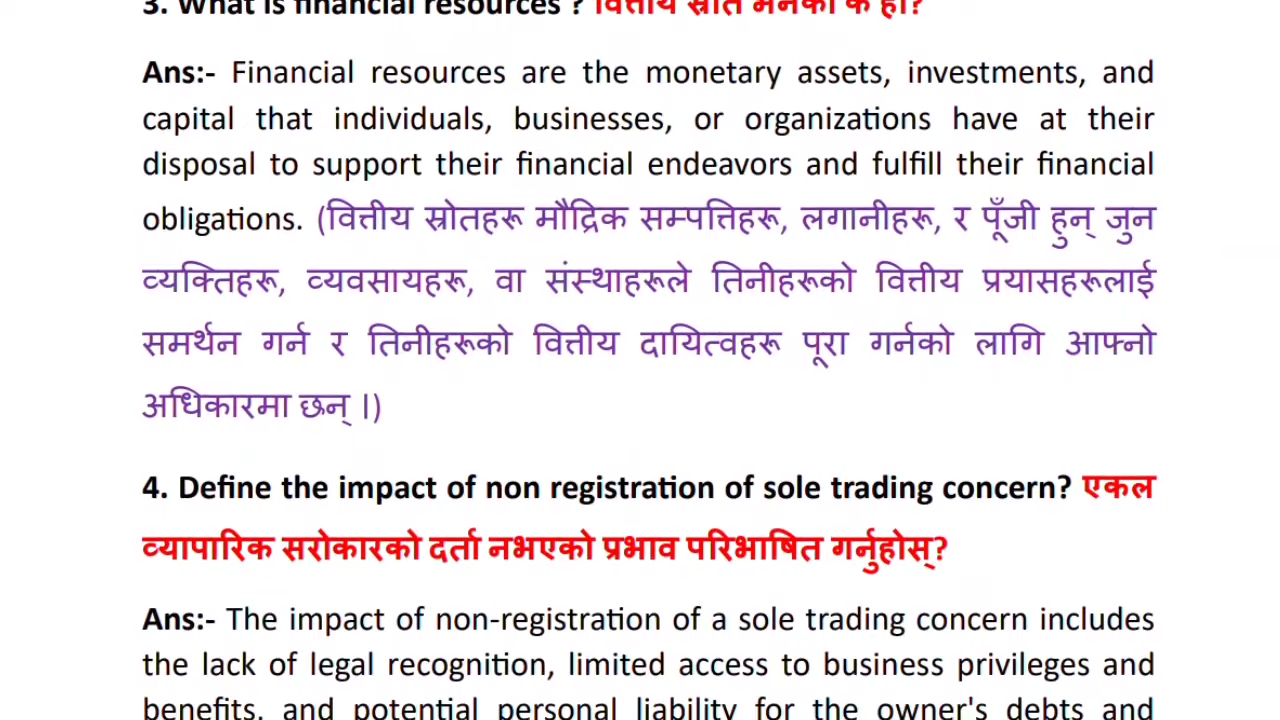 3. What is financial resources ? वित्तीय स्रोत भनेको के हो?
Ans:- Financial resources are the monetary assets, investments, and
capital that individuals, businesses, or organizations have at their
disposal to support their financial endeavors and fulfill their financial
obligations. (वित्तीय स्रोतहरू मौद्रिक सम्पत्तिहरू, लगानीहरू, र पूँजी हुन् जुन
व्यक्तिहरू, व्यवसायहरू, वा संस्थाहरूले तिनीहरूको वित्तीय प्रयासहरूलाई
समर्थन गर्न र तिनीहरूको वित्तीय दायित्वहरू पूरा गर्नको लागि आफ्नो
अधिकारमा छन् ।)
4. Define the impact of non registration of sole trading concern? एकल
व्यापारिक सरोकारको दर्ता नभएको प्रभाव परिभाषित गर्नुहोस्?
Ans:- The impact of non-registration of a sole trading concern includes
the lack of legal recognition, limited access to business privileges and
benefits, and potential personal liability for the owner's debts and